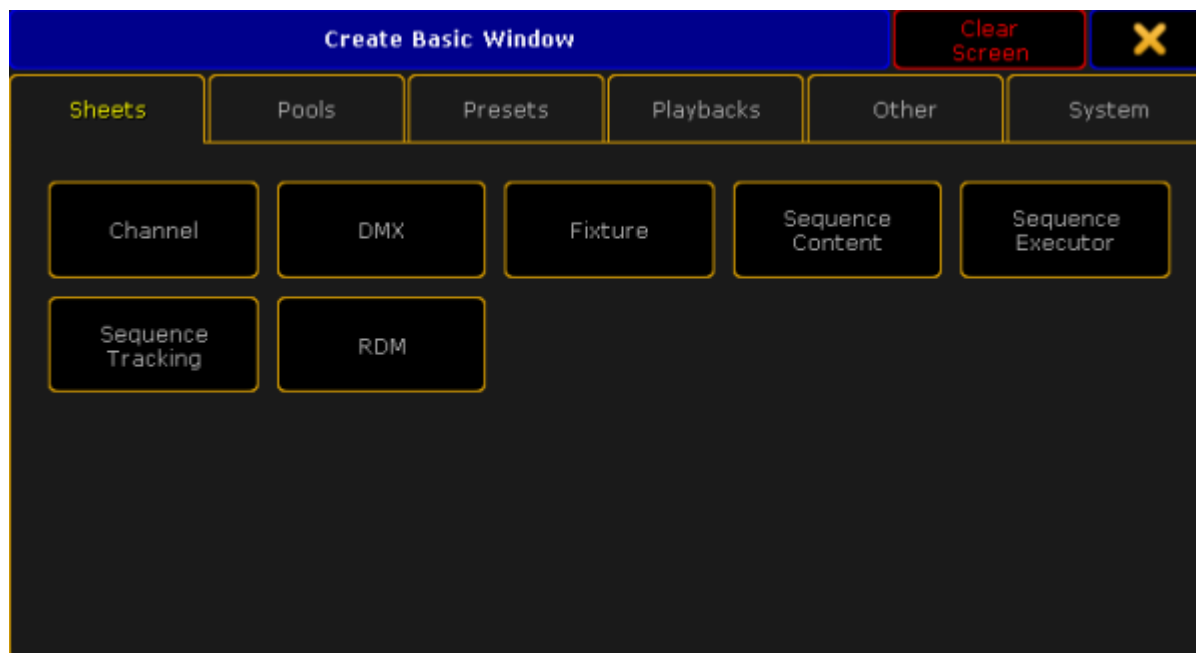 Create Basic Window
Clear
Screen
Sheets
Pools
Presets
Playbacks
Other
System
Channel
DMX
Fixture
Sequence
Content
Sequence
Executor
Sequence
Tracking
RDM